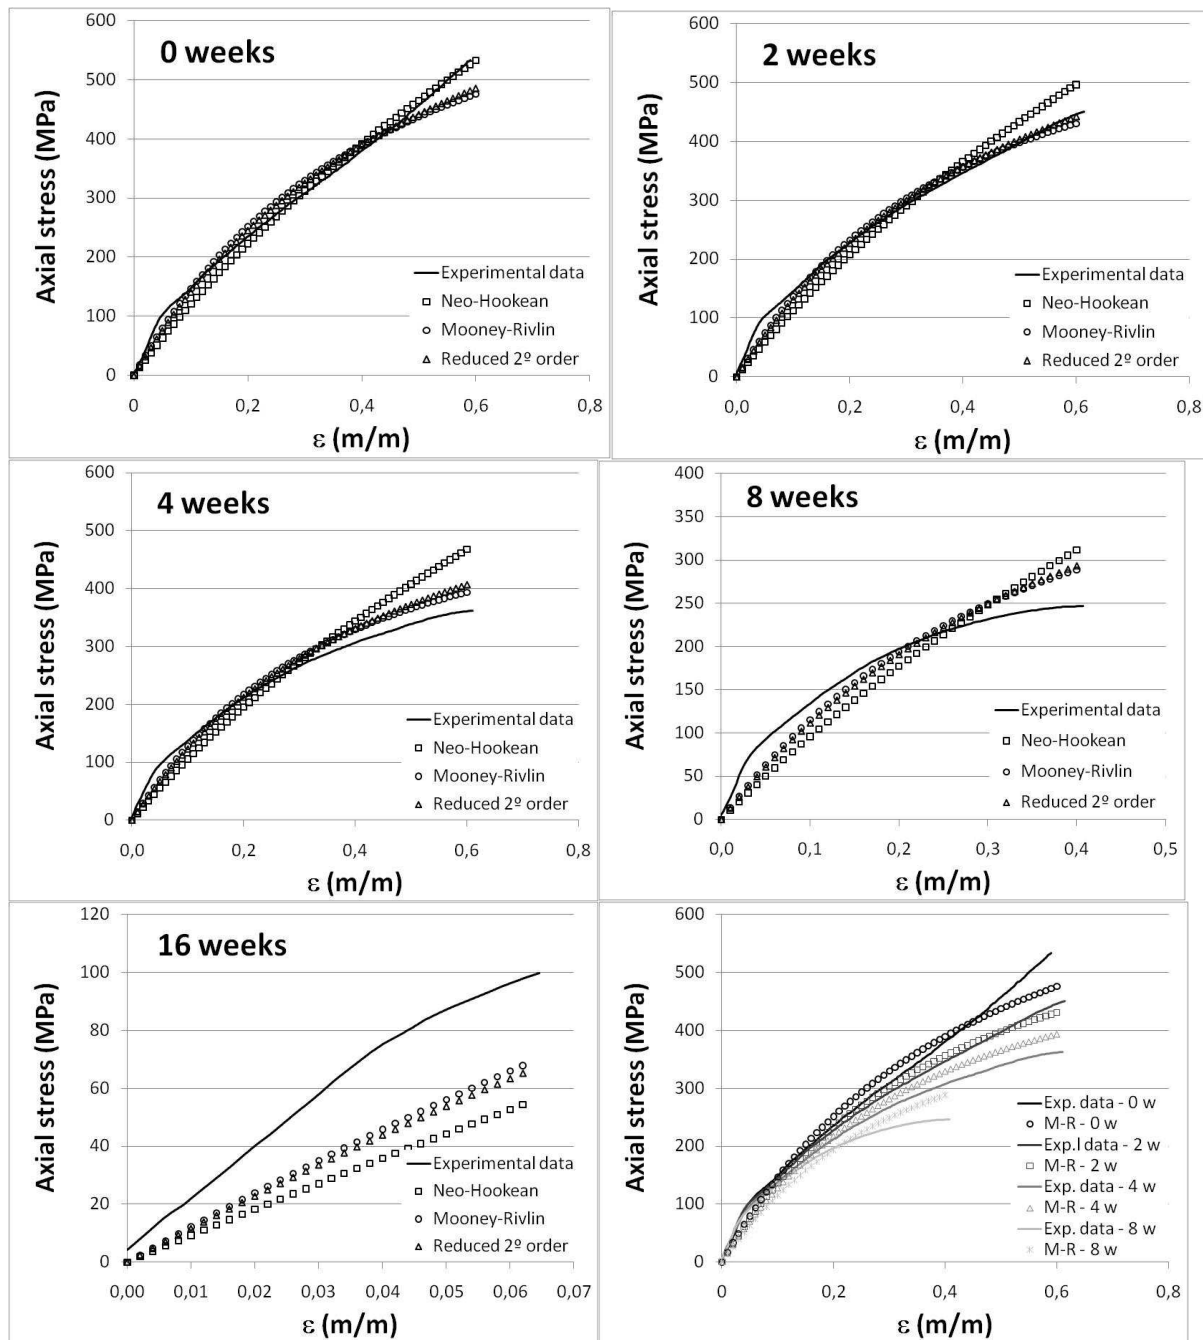 0 weeks
Axial stress (MPa)
600
500
400
300
200
100
0
Experimental data
Neo-Hookean
Mooney-Rivlin
Reduced 2º order
0 0,2 0,4 0,6 0,8
ε (m/m)
2 weeks
Axial stress (MPa)
600
500
400
300
200
100
0
Experimental data
Neo-Hookean
Mooney-Rivlin
Reduced 2º order
0,0 0,2 0,4 0,6 0,8
ε (m/m)
4 weeks
Axial stress (MPa)
600
500
400
300
200
100
0
Experimental data
Neo-Hookean
Mooney-Rivlin
Reduced 2º order
0,0 0,2 0,4 0,6 0,8
ε (m/m)
8 weeks
Axial stress (MPa)
400
350
300
250
200
150
100
50
0
Experimental data
Neo-Hookean
Mooney-Rivlin
Reduced 2º order
0,0 0,1 0,2 0,3 0,4 0,5
ε (m/m)
16 weeks
Axial stress (MPa)
120
100
80
60
40
20
0
Experimental data
Neo-Hookean
Mooney-Rivlin
Reduced 2º order
0,00 0,01 0,02 0,03 0,04 0,05 0,06 0,07
ε (m/m)
Axial stress (MPa)
600
500
400
300
200
100
0
Exp. data - 0 w
M-R - 0 w
Exp.l data - 2 w
M-R - 2 w
Exp. data - 4 w
M-R - 4 w
Exp. data - 8 w
M-R - 8 w
0 0,2 0,4 0,6 0,8
ε (m/m)